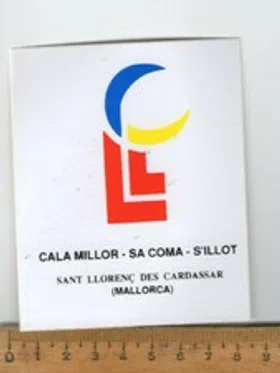 CALA MILLOR - SA COMA - S'ILLOT
SANT LLORENÇ DES CARDASSAR
(MALLORCA)
0 1 2 3 4 5 6 7 8 9